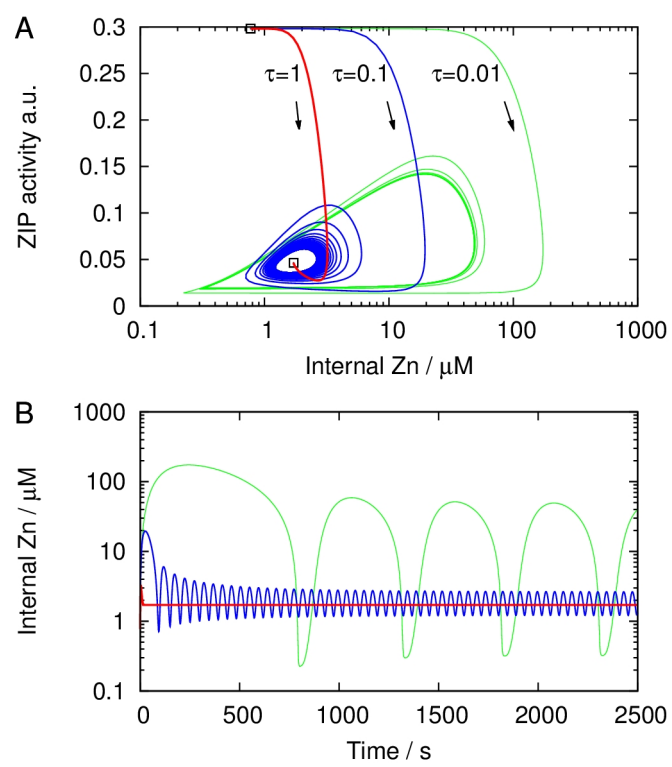 A
ZIP activity a.u.
0.3
0.25
0.2
0.15
0.1
0.05
0
τ=1
τ=0.1
τ=0.01
0.1
1
10
100
1000
Internal Zn / μM
B
Internal Zn / μM
1000
100
10
1
0.1
0
500
1000
1500
2000
2500
Time / s